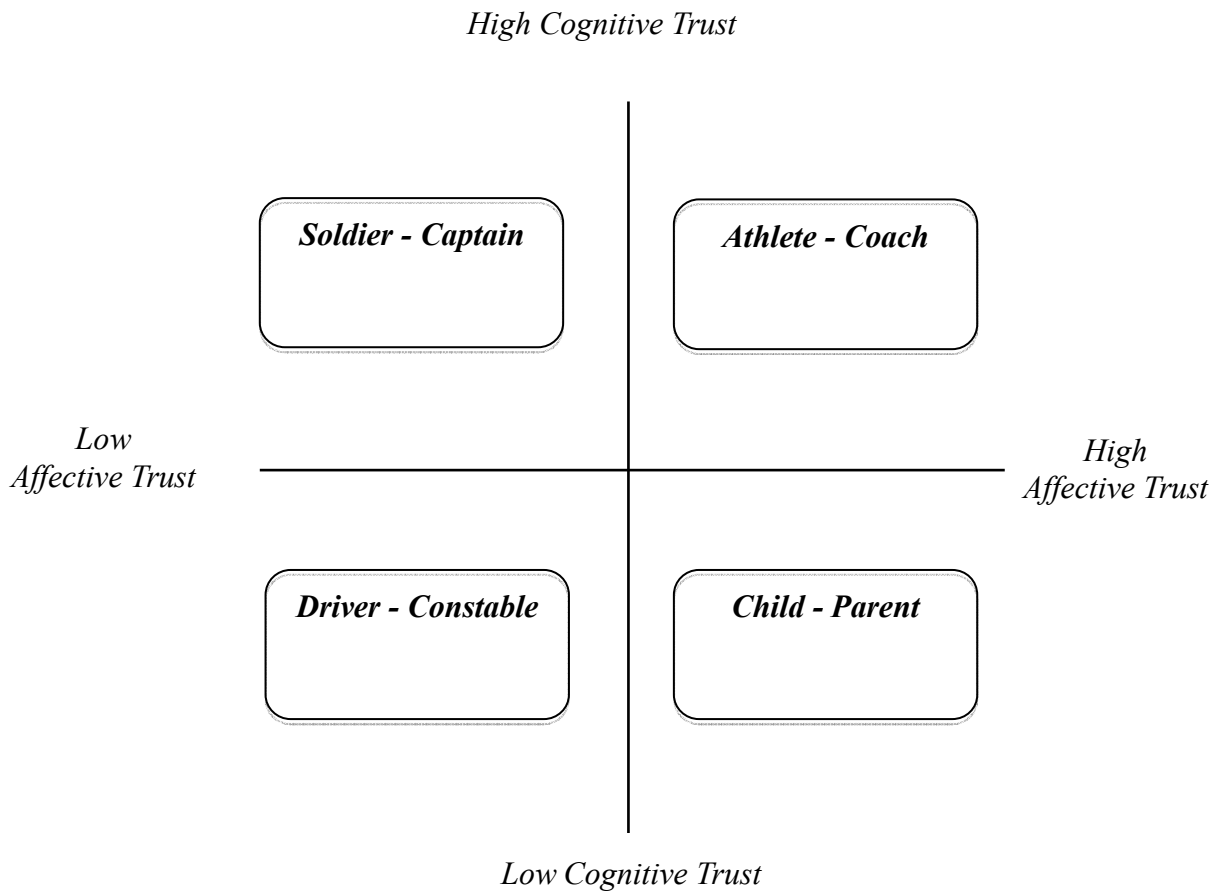 High Cognitive Trust
Soldier - Captain
Athlete - Coach
Low
Affective Trust
High
Affective Trust
Driver - Constable
Child - Parent
Low Cognitive Trust